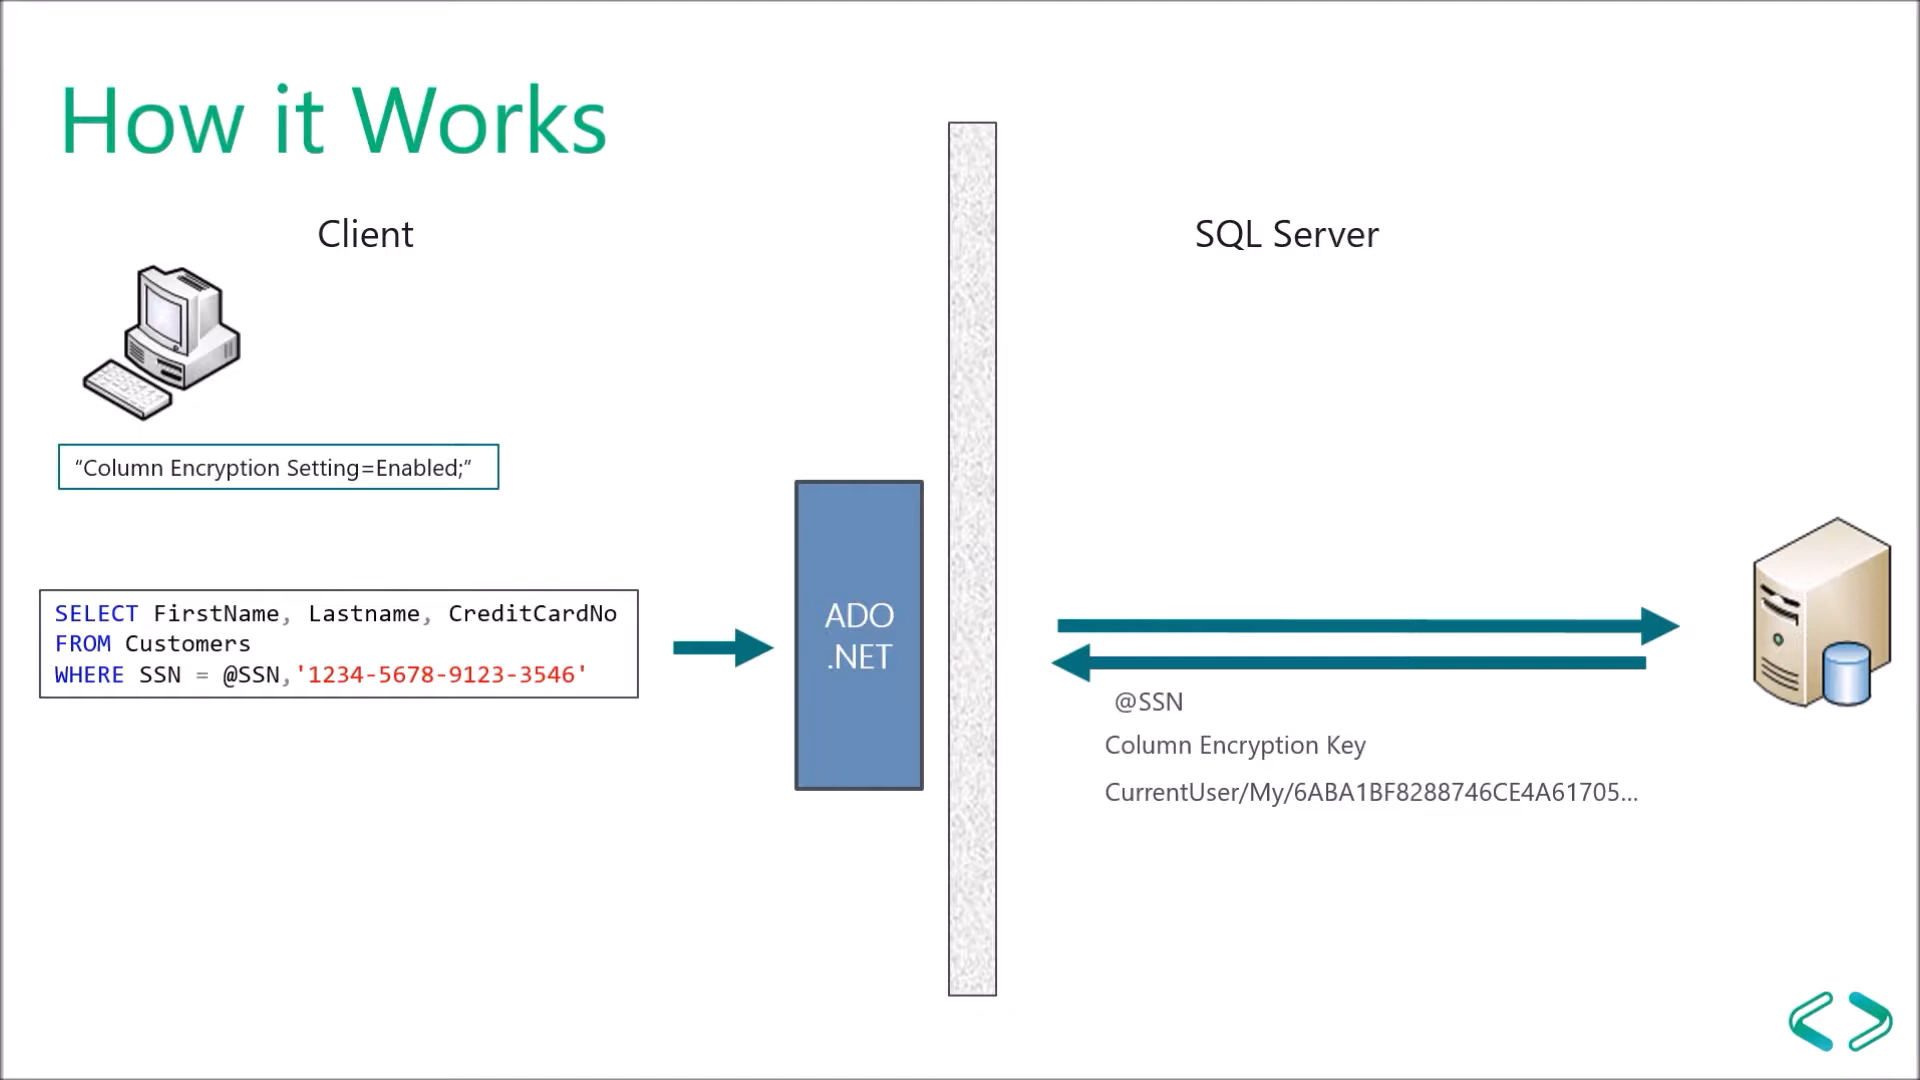 How it Works
Client
SQL Server
“Column Encryption Setting=Enabled;”
SELECT FirstName, Lastname, CreditCardNo
FROM Customers
WHERE SSN = @SSN,'1234-5678-9123-3546'
ADO
.NET
@SSN
Column Encryption Key
CurrentUser/My/6ABA1BF8288746CE4A61705...